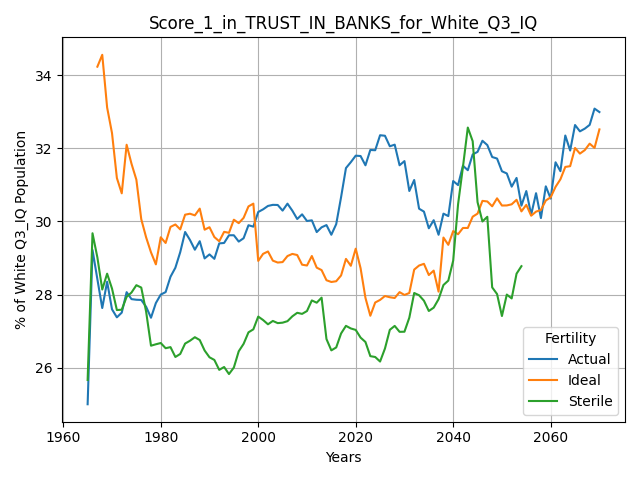 Score_1_in_TRUST_IN_BANKS_for_White_Q3_IQ
% of White Q3_IQ Population
34
32
30
28
26
1960
1980
2000
2020
2040
2060
Years
Fertility
Actual
Ideal
Sterile